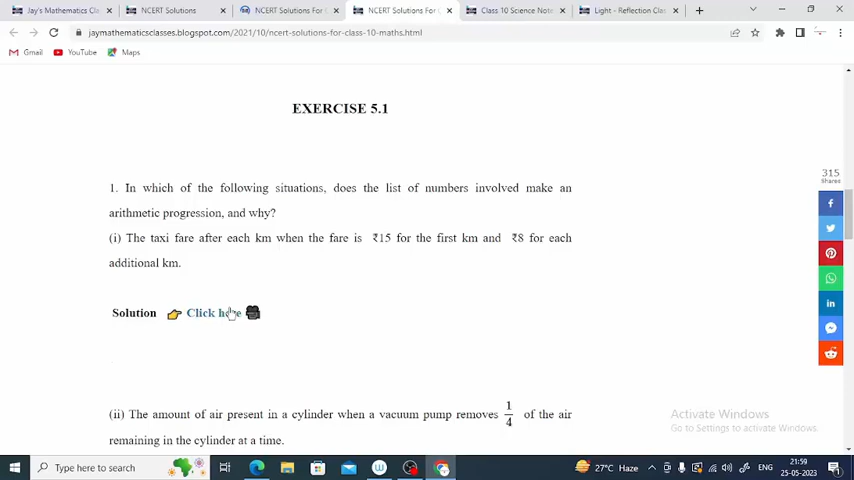 Jay's Mathematics Cla
NCERT Solutions
NCERT Solutions For C
NCERT Solutions For C
Class 10 Science Note
Light - Reflection Clas
jaymathematicsclasses.blogspot.com/2021/10/ncert-solutions-for-class-10-maths.html
Gmail
YouTube
Maps
EXERCISE 5.1
1. In which of the following situations, does the list of numbers involved make an
arithmetic progression, and why?
(i) The taxi fare after each km when the fare is ₹15 for the first km and ₹8 for each
additional km.
Solution 👉 Click here
(ii) The amount of air present in a cylinder when a vacuum pump removes 1/4 of the air
remaining in the cylinder at a time.
315
Shares
Activate Windows
Go to Settings to activate Windows.
Type here to search
27°C Haze
ENG
21:59
25-05-2023